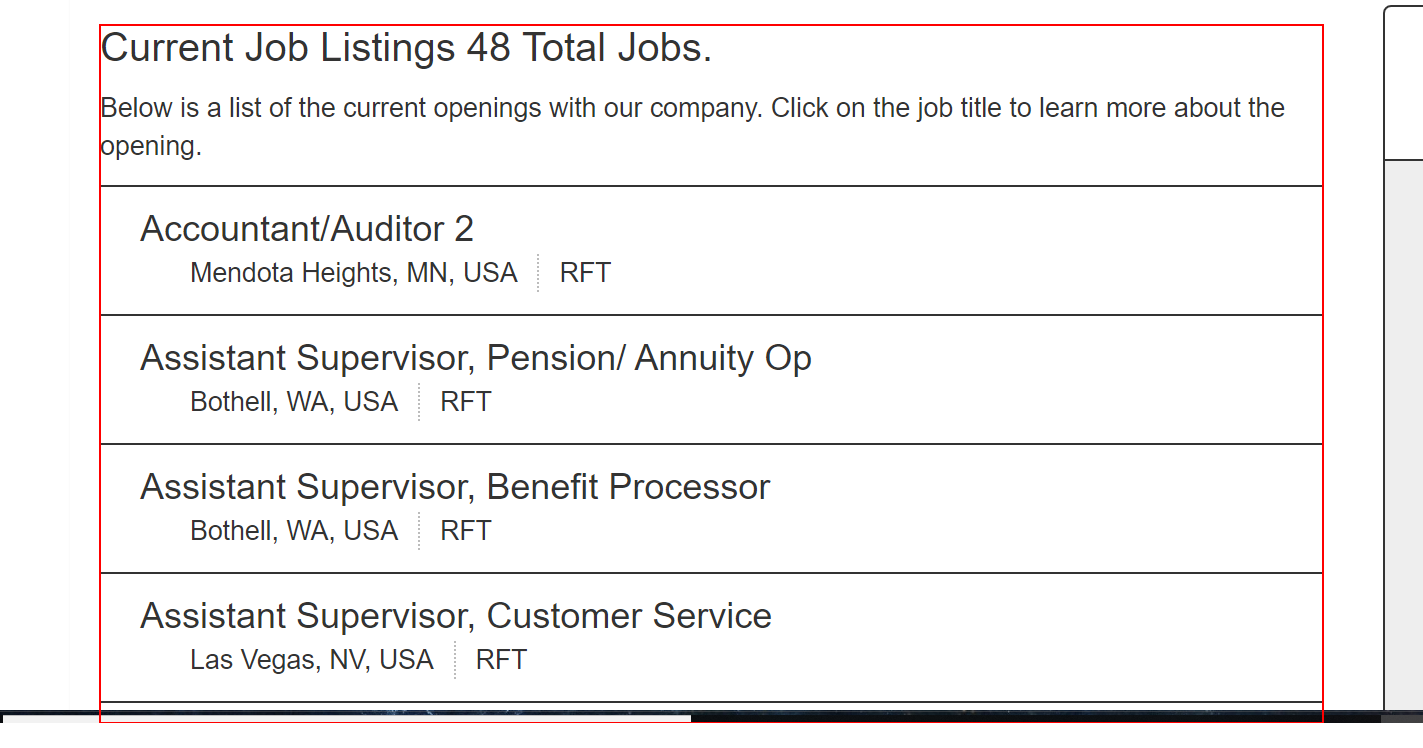 Current Job Listings 48 Total Jobs.
Below is a list of the current openings with our company. Click on the job title to learn more about the
opening.
Accountant/Auditor 2
Mendota Heights, MN, USA RFT
Assistant Supervisor, Pension/ Annuity Op
Bothell, WA, USA RFT
Assistant Supervisor, Benefit Processor
Bothell, WA, USA RFT
Assistant Supervisor, Customer Service
Las Vegas, NV, USA RFT